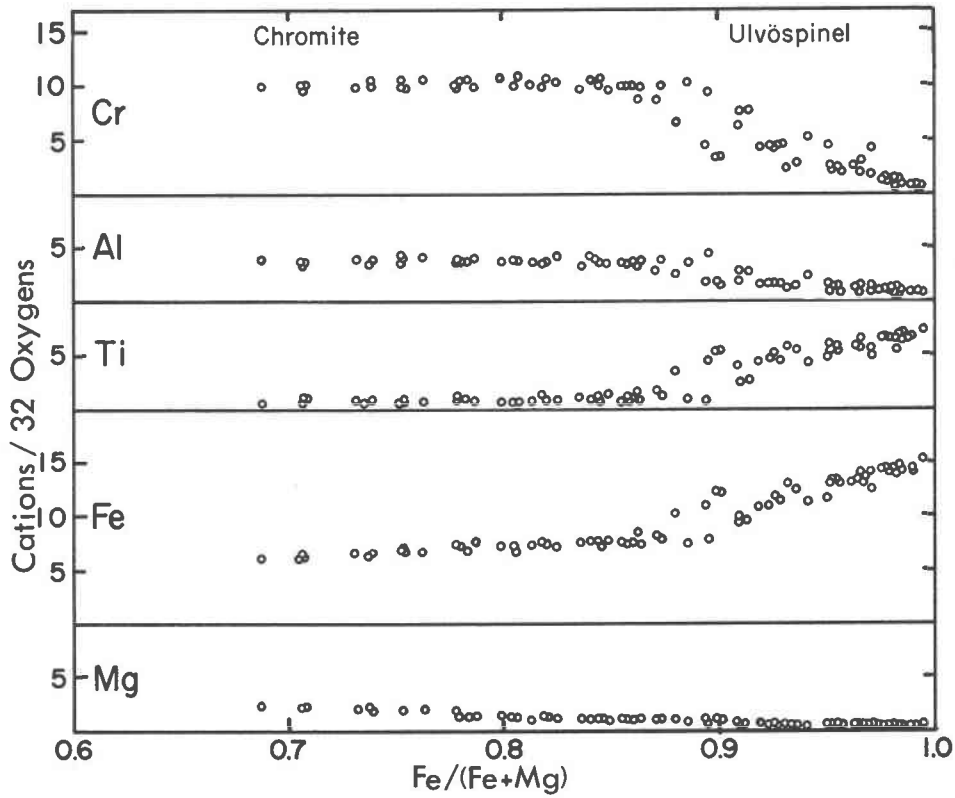 Chromite Ulvöspinel
15
10
Cr
5
5 Al
5 Ti
15
10 Fe
5
5 Mg
Cations / 32 Oxygens
0.6 0.7 0.8 0.9 1.0
Fe/(Fe+Mg)